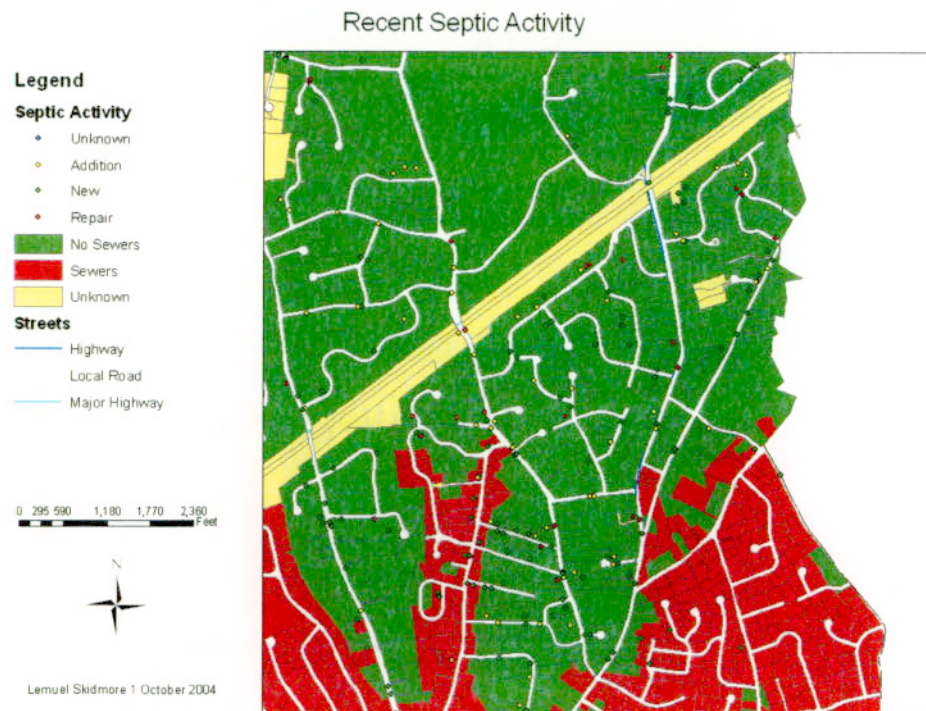 Recent Septic Activity
Legend
Septic Activity
Unknown
Addition
New
Repair
No Sewers
Sewers
Unknown
Streets
Highway
Local Road
Major Highway
0 295 590 1,180 1,770 2,360
Feet
N
Lemuel Skidmore 1 October 2004